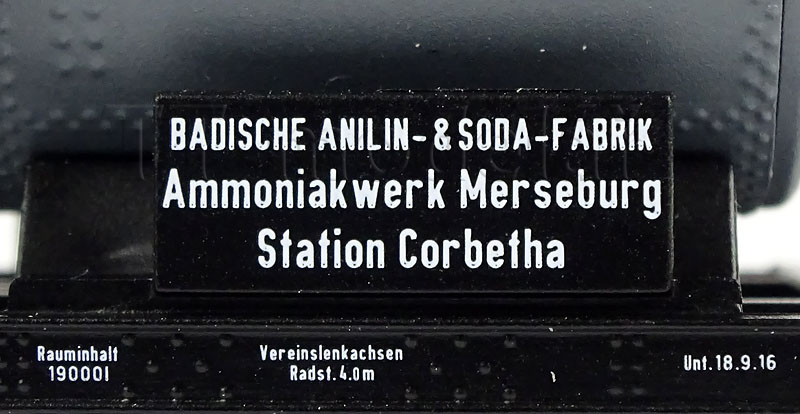 BADISCHE ANILIN-&SODA-FABRIK
Ammoniakwerk Merseburg
Station Corbetha
Rauminhalt
19000l
Vereinslenkachsen
Radst. 4.0m
Unt.18.9.16